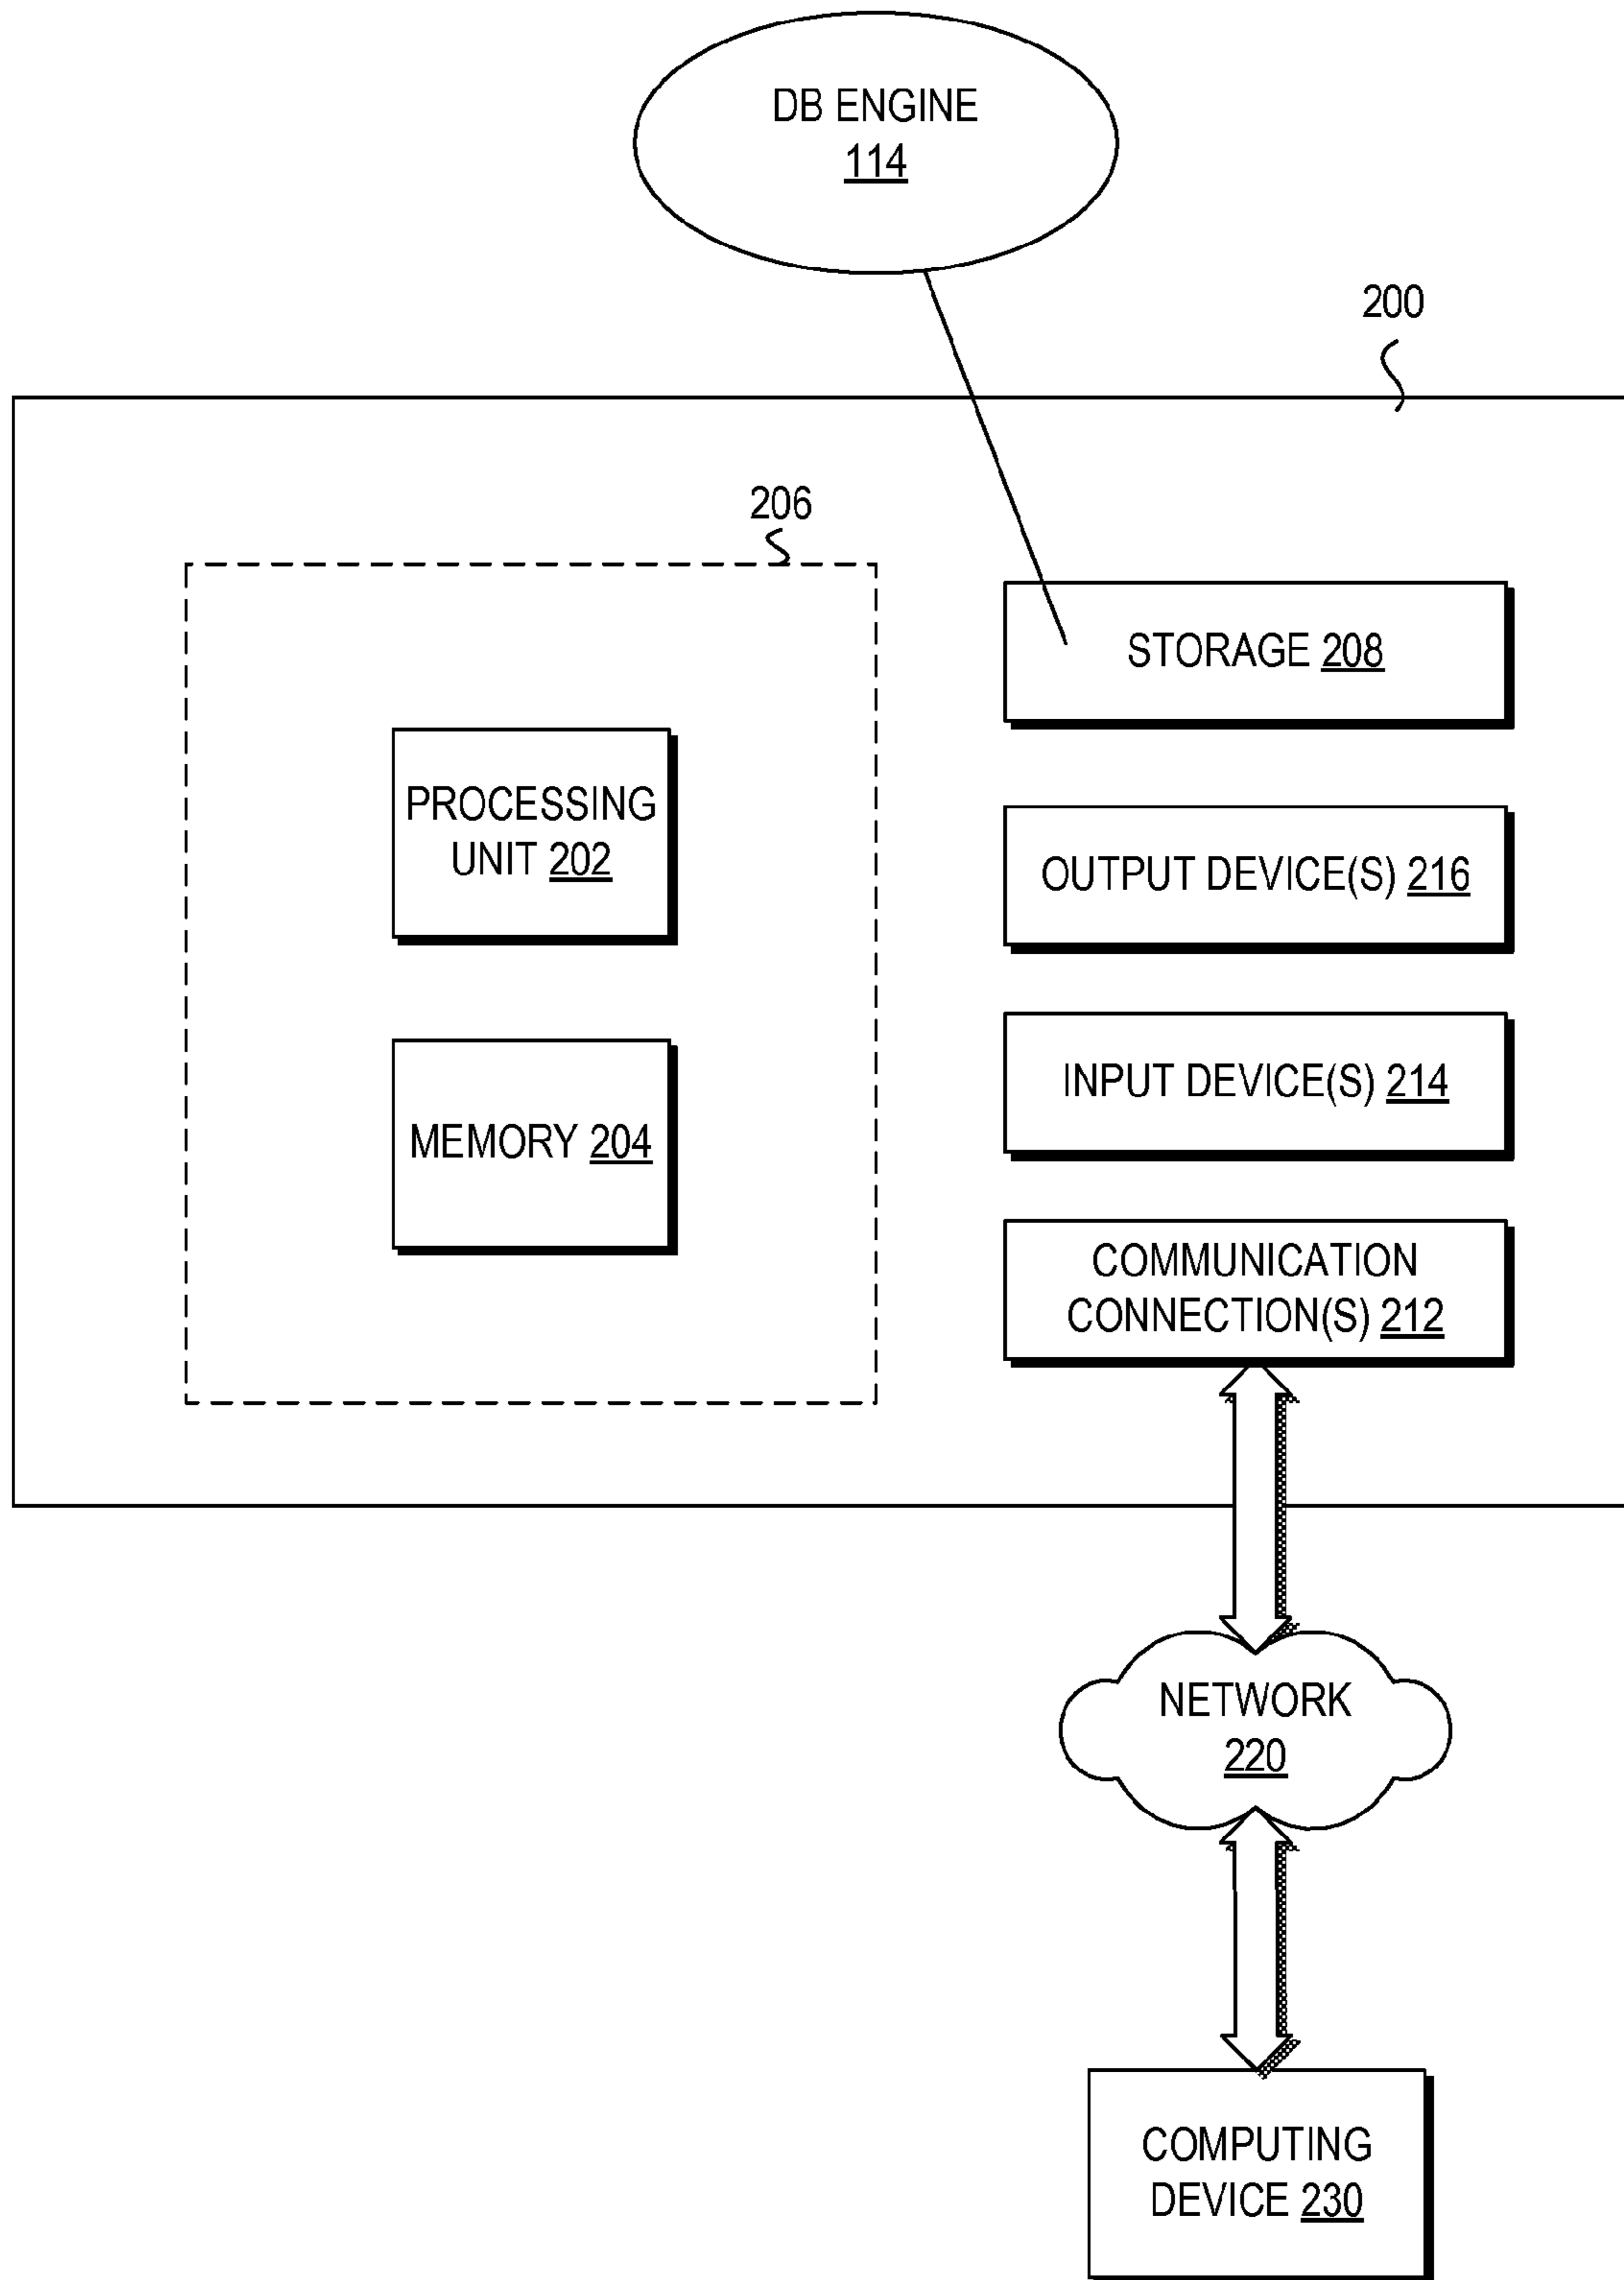 DB ENGINE
114
200
206
STORAGE 208
PROCESSING
UNIT 202
OUTPUT DEVICE(S) 216
INPUT DEVICE(S) 214
MEMORY 204
COMMUNICATION
CONNECTION(S) 212
NETWORK
220
COMPUTING
DEVICE 230